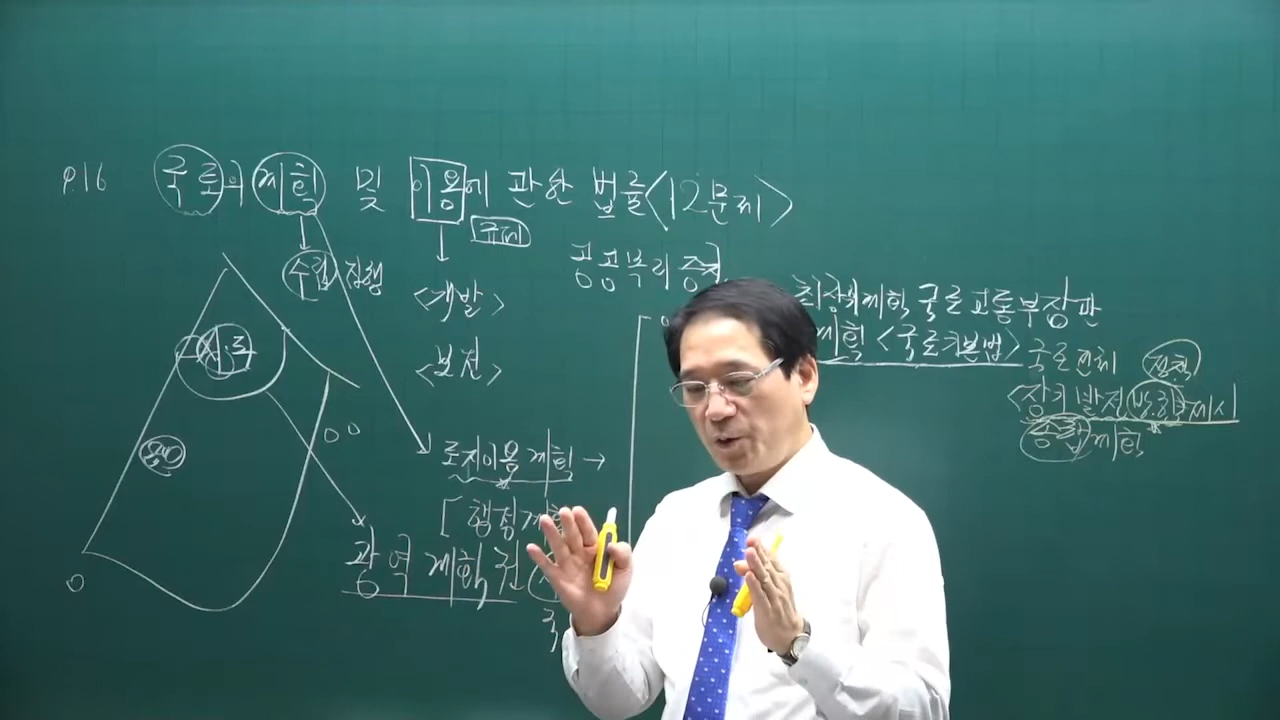 P.16 국토의 계획 및 이용에 관한 법률<12문제>
규제
수립 집행
<개발>
<보전>
공공복리증진
최상위계획 국토교통부장관
계획<국토기본법>
국토전체 정책
<장기발전방향제시
종합계획
토지이용계획→
[행정계획
광역계획권